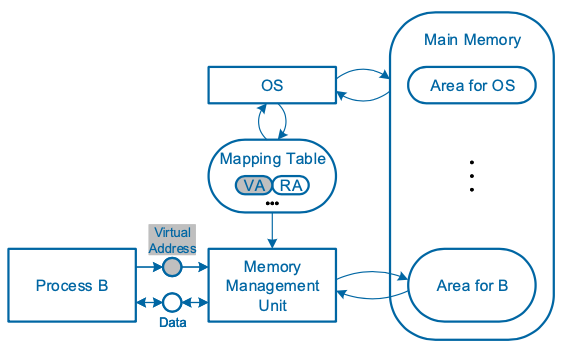 Main Memory
OS
Area for OS
Mapping Table
VA RA
...
Virtual
Address
Process B
Memory
Management
Unit
Area for B
Data